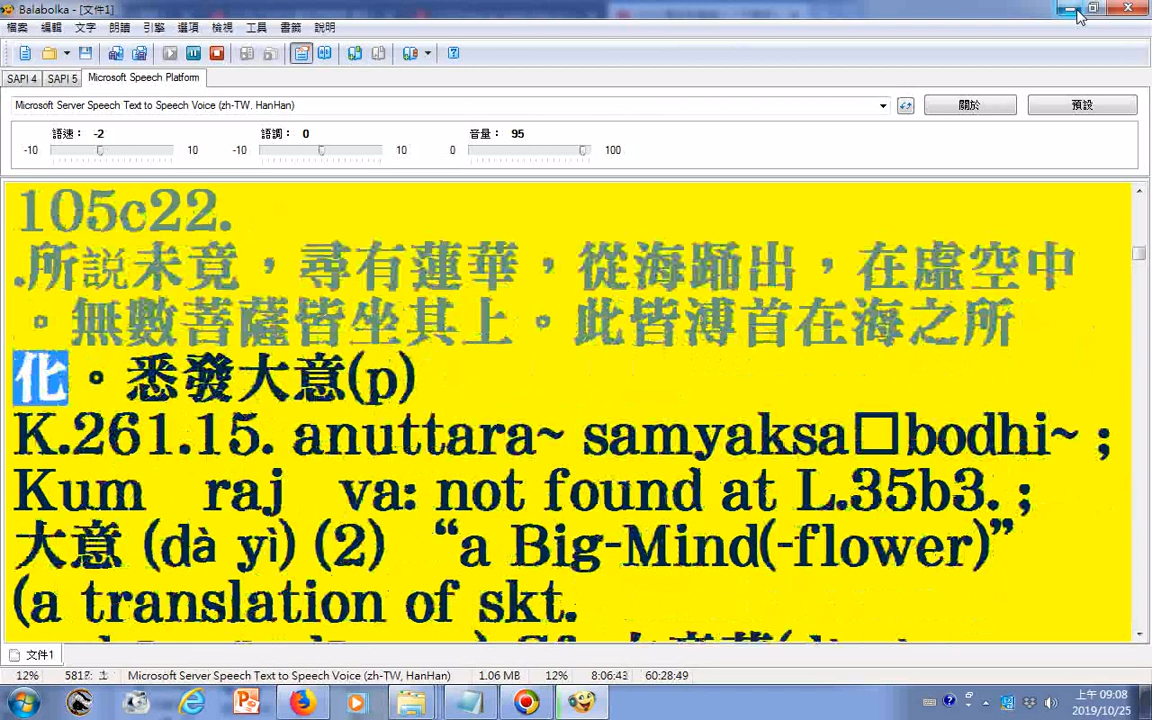 Balabolka - [文件1]
檔案 編輯 文字 朗讀 引擎 選項 檢視 工具 書籤 說明
SAPI 4 SAPI 5 Microsoft Speech Platform
Microsoft Server Speech Text to Speech Voice (zh-TW, HanHan)
關於 預設
語速： -2 語調： 0 音量： 95
-10 10 -10 10 0 100
105c22.
.所説未竟，尋有蓮華，從海踊出，在虛空中
。無數菩薩皆坐其上。此皆溥首在海之所
化。悉發大意(p)
K.261.15. anuttara~ samyaksa□bodhi~ ;
Kum raj va: not found at L.35b3. ;
大意 (dà yì) (2) “a Big-Mind(-flower)”
(a translation of skt.
文件1
12% Microsoft Server Speech Text to Speech Voice (zh-TW, HanHan) 1.06 MB 12% 8:06:43 60:28:49
上午 09:08
2019/10/25